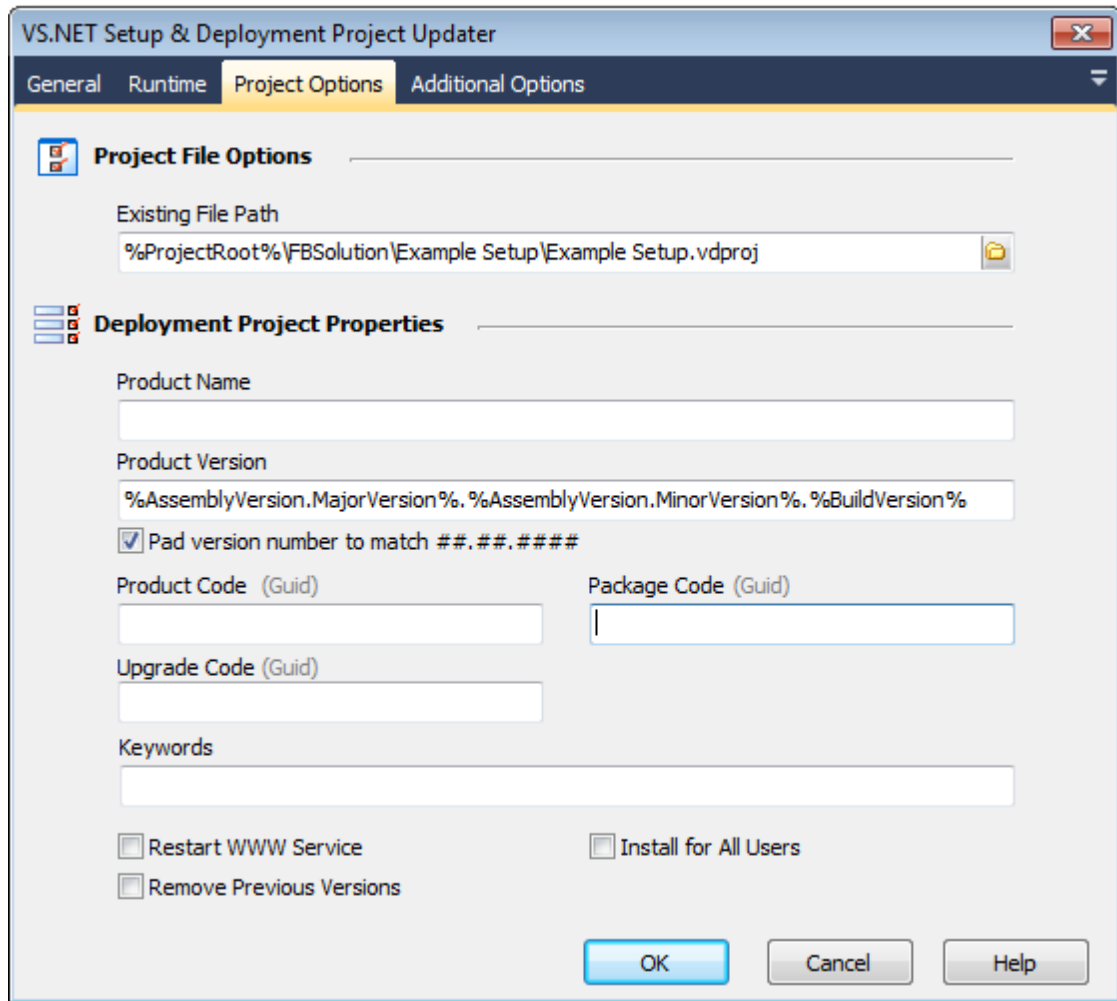 VS.NET Setup & Deployment Project Updater
General Runtime Project Options Additional Options
Project File Options
Existing File Path
%ProjectRoot%\FBSolution\Example Setup\Example Setup.vdproj
Deployment Project Properties
Product Name
Product Version
%AssemblyVersion.MajorVersion%.%AssemblyVersion.MinorVersion%.%BuildVersion%
Pad version number to match ##.##.####
Product Code (Guid) Package Code (Guid)
Upgrade Code (Guid)
Keywords
Restart WWW Service Install for All Users
Remove Previous Versions
OK Cancel Help